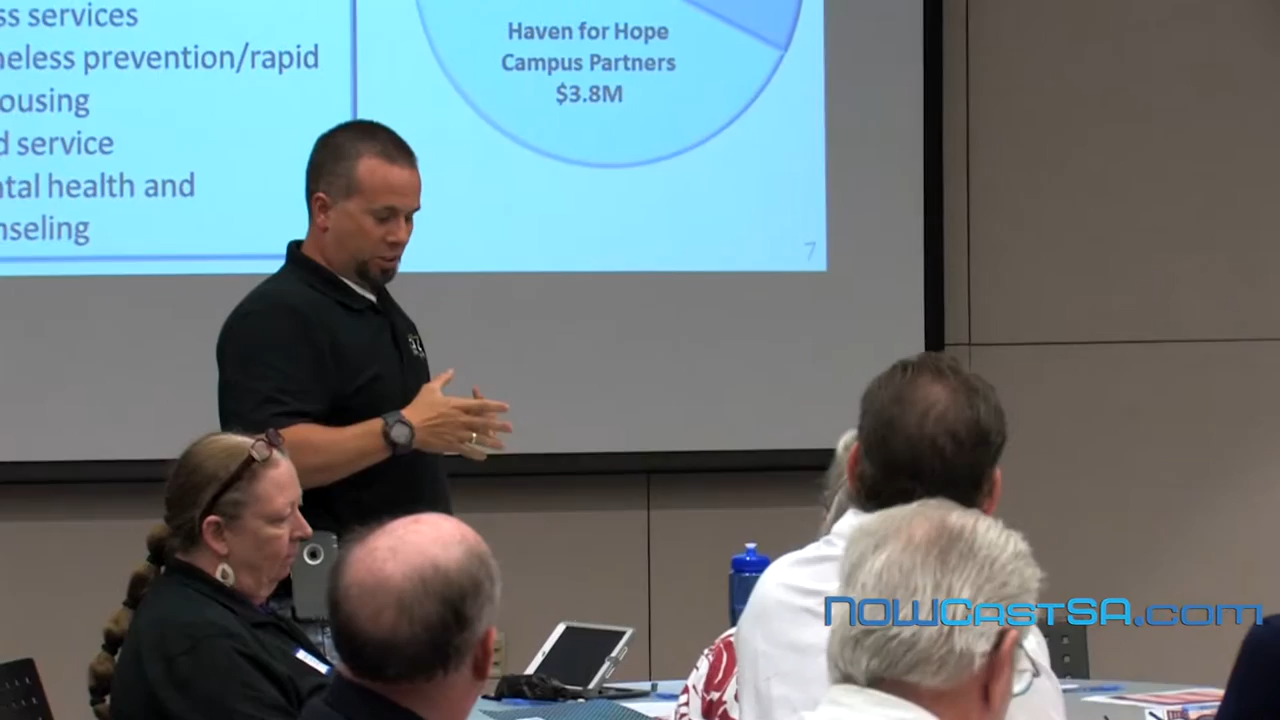 ss services
neless prevention/rapid
ousing
d service
ntal health and
nseling
Haven for Hope
Campus Partners
$3.8M
7
NOWCASTSA.com